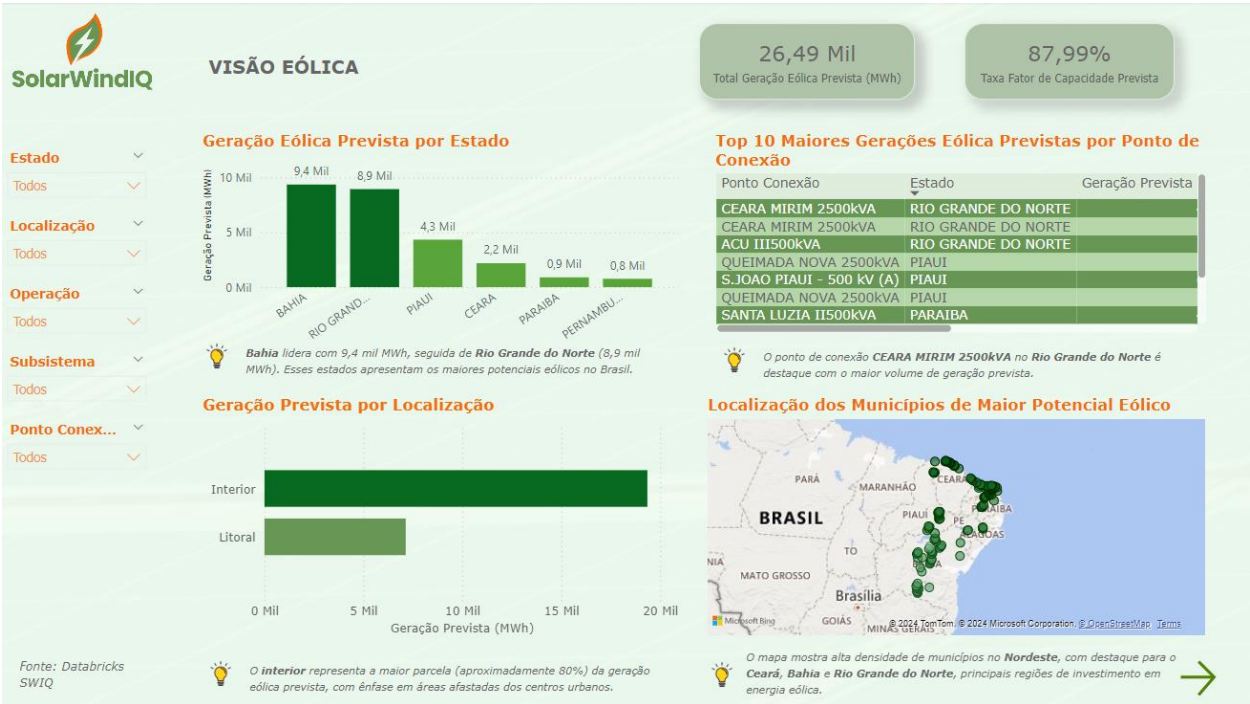 SolarWindIQ
VISÃO EÓLICA
26,49 Mil
Total Geração Eólica Prevista (MWh)
87,99%
Taxa Fator de Capacidade Prevista
Estado
Todos
Localização
Todos
Operação
Todos
Subsistema
Todos
Ponto Conex...
Todos
Fonte: Databricks
SWIQ
Geração Eólica Prevista por Estado
Geração Prevista (MWh)
10 Mil
5 Mil
0 Mil
9,4 Mil
8,9 Mil
4,3 Mil
2,2 Mil
0,9 Mil
0,8 Mil
BAHIA
RIO GRAND...
PIAUI
CEARA
PARAIBA
PERNAMBU...
Bahia lidera com 9,4 mil MWh, seguida de Rio Grande do Norte (8,9 mil
MWh). Esses estados apresentam os maiores potenciais eólicos no Brasil.
Top 10 Maiores Gerações Eólica Previstas por Ponto de
Conexão
Ponto Conexão Estado Geração Prevista
CEARA MIRIM 2500kVA RIO GRANDE DO NORTE
CEARA MIRIM 2500kVA RIO GRANDE DO NORTE
ACU III500kVA RIO GRANDE DO NORTE
QUEIMADA NOVA 2500kVA PIAUI
S.JOAO PIAUI - 500 kV (A) PIAUI
QUEIMADA NOVA 2500kVA PIAUI
SANTA LUZIA II500kVA PARAIBA
O ponto de conexão CEARA MIRIM 2500kVA no Rio Grande do Norte é
destaque com o maior volume de geração prevista.
Geração Prevista por Localização
Interior
Litoral
0 Mil
5 Mil
10 Mil
15 Mil
20 Mil
Geração Prevista (MWh)
O interior representa a maior parcela (aproximadamente 80%) da geração
eólica prevista, com ênfase em áreas afastadas dos centros urbanos.
Localização dos Municípios de Maior Potencial Eólico
PARÁ
MARANHÃO
CEARÁ
BRASIL
PIAUÍ
PE
TO
MATO GROSSO
Brasília
GOIÁS
MINAS GERAIS
Microsoft Bing
© 2024 TomTom, © 2024 Microsoft Corporation, © OpenStreetMap Terms
O mapa mostra alta densidade de municípios no Nordeste, com destaque para o
Ceará, Bahia e Rio Grande do Norte, principais regiões de investimento em
energia eólica.